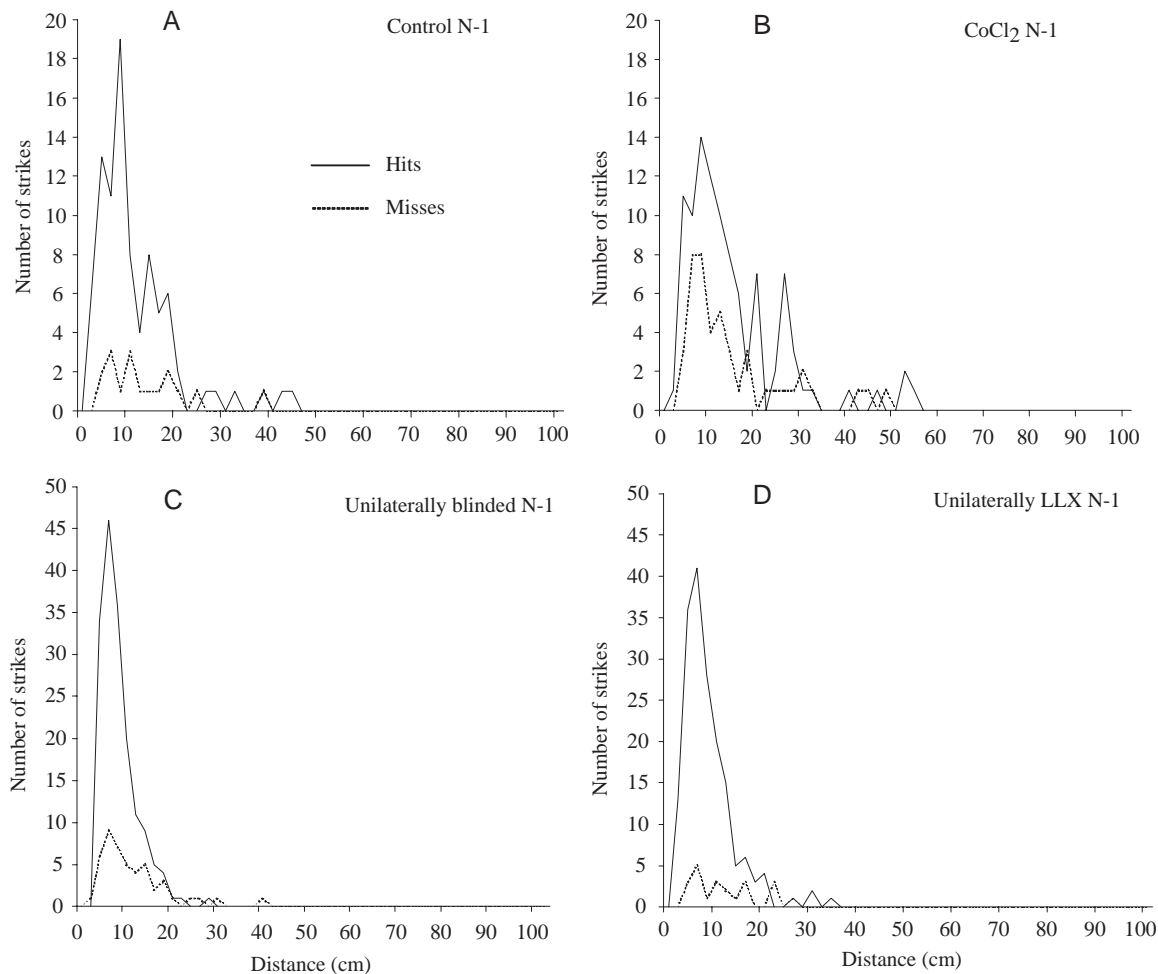 A
Control N-1
20
18
16
14
12
10
8
6
4
2
0
Number of strikes
Hits
Misses
0 10 20 30 40 50 60 70 80 90 100
B
CoCl2 N-1
20
18
16
14
12
10
8
6
4
2
0
Number of strikes
0 10 20 30 40 50 60 70 80 90 100
C
Unilaterally blinded N-1
50
45
40
35
30
25
20
15
10
5
0
Number of strikes
0 10 20 30 40 50 60 70 80 90 100
Distance (cm)
D
Unilaterally LLX N-1
50
45
40
35
30
25
20
15
10
5
0
Number of strikes
0 10 20 30 40 50 60 70 80 90 100
Distance (cm)